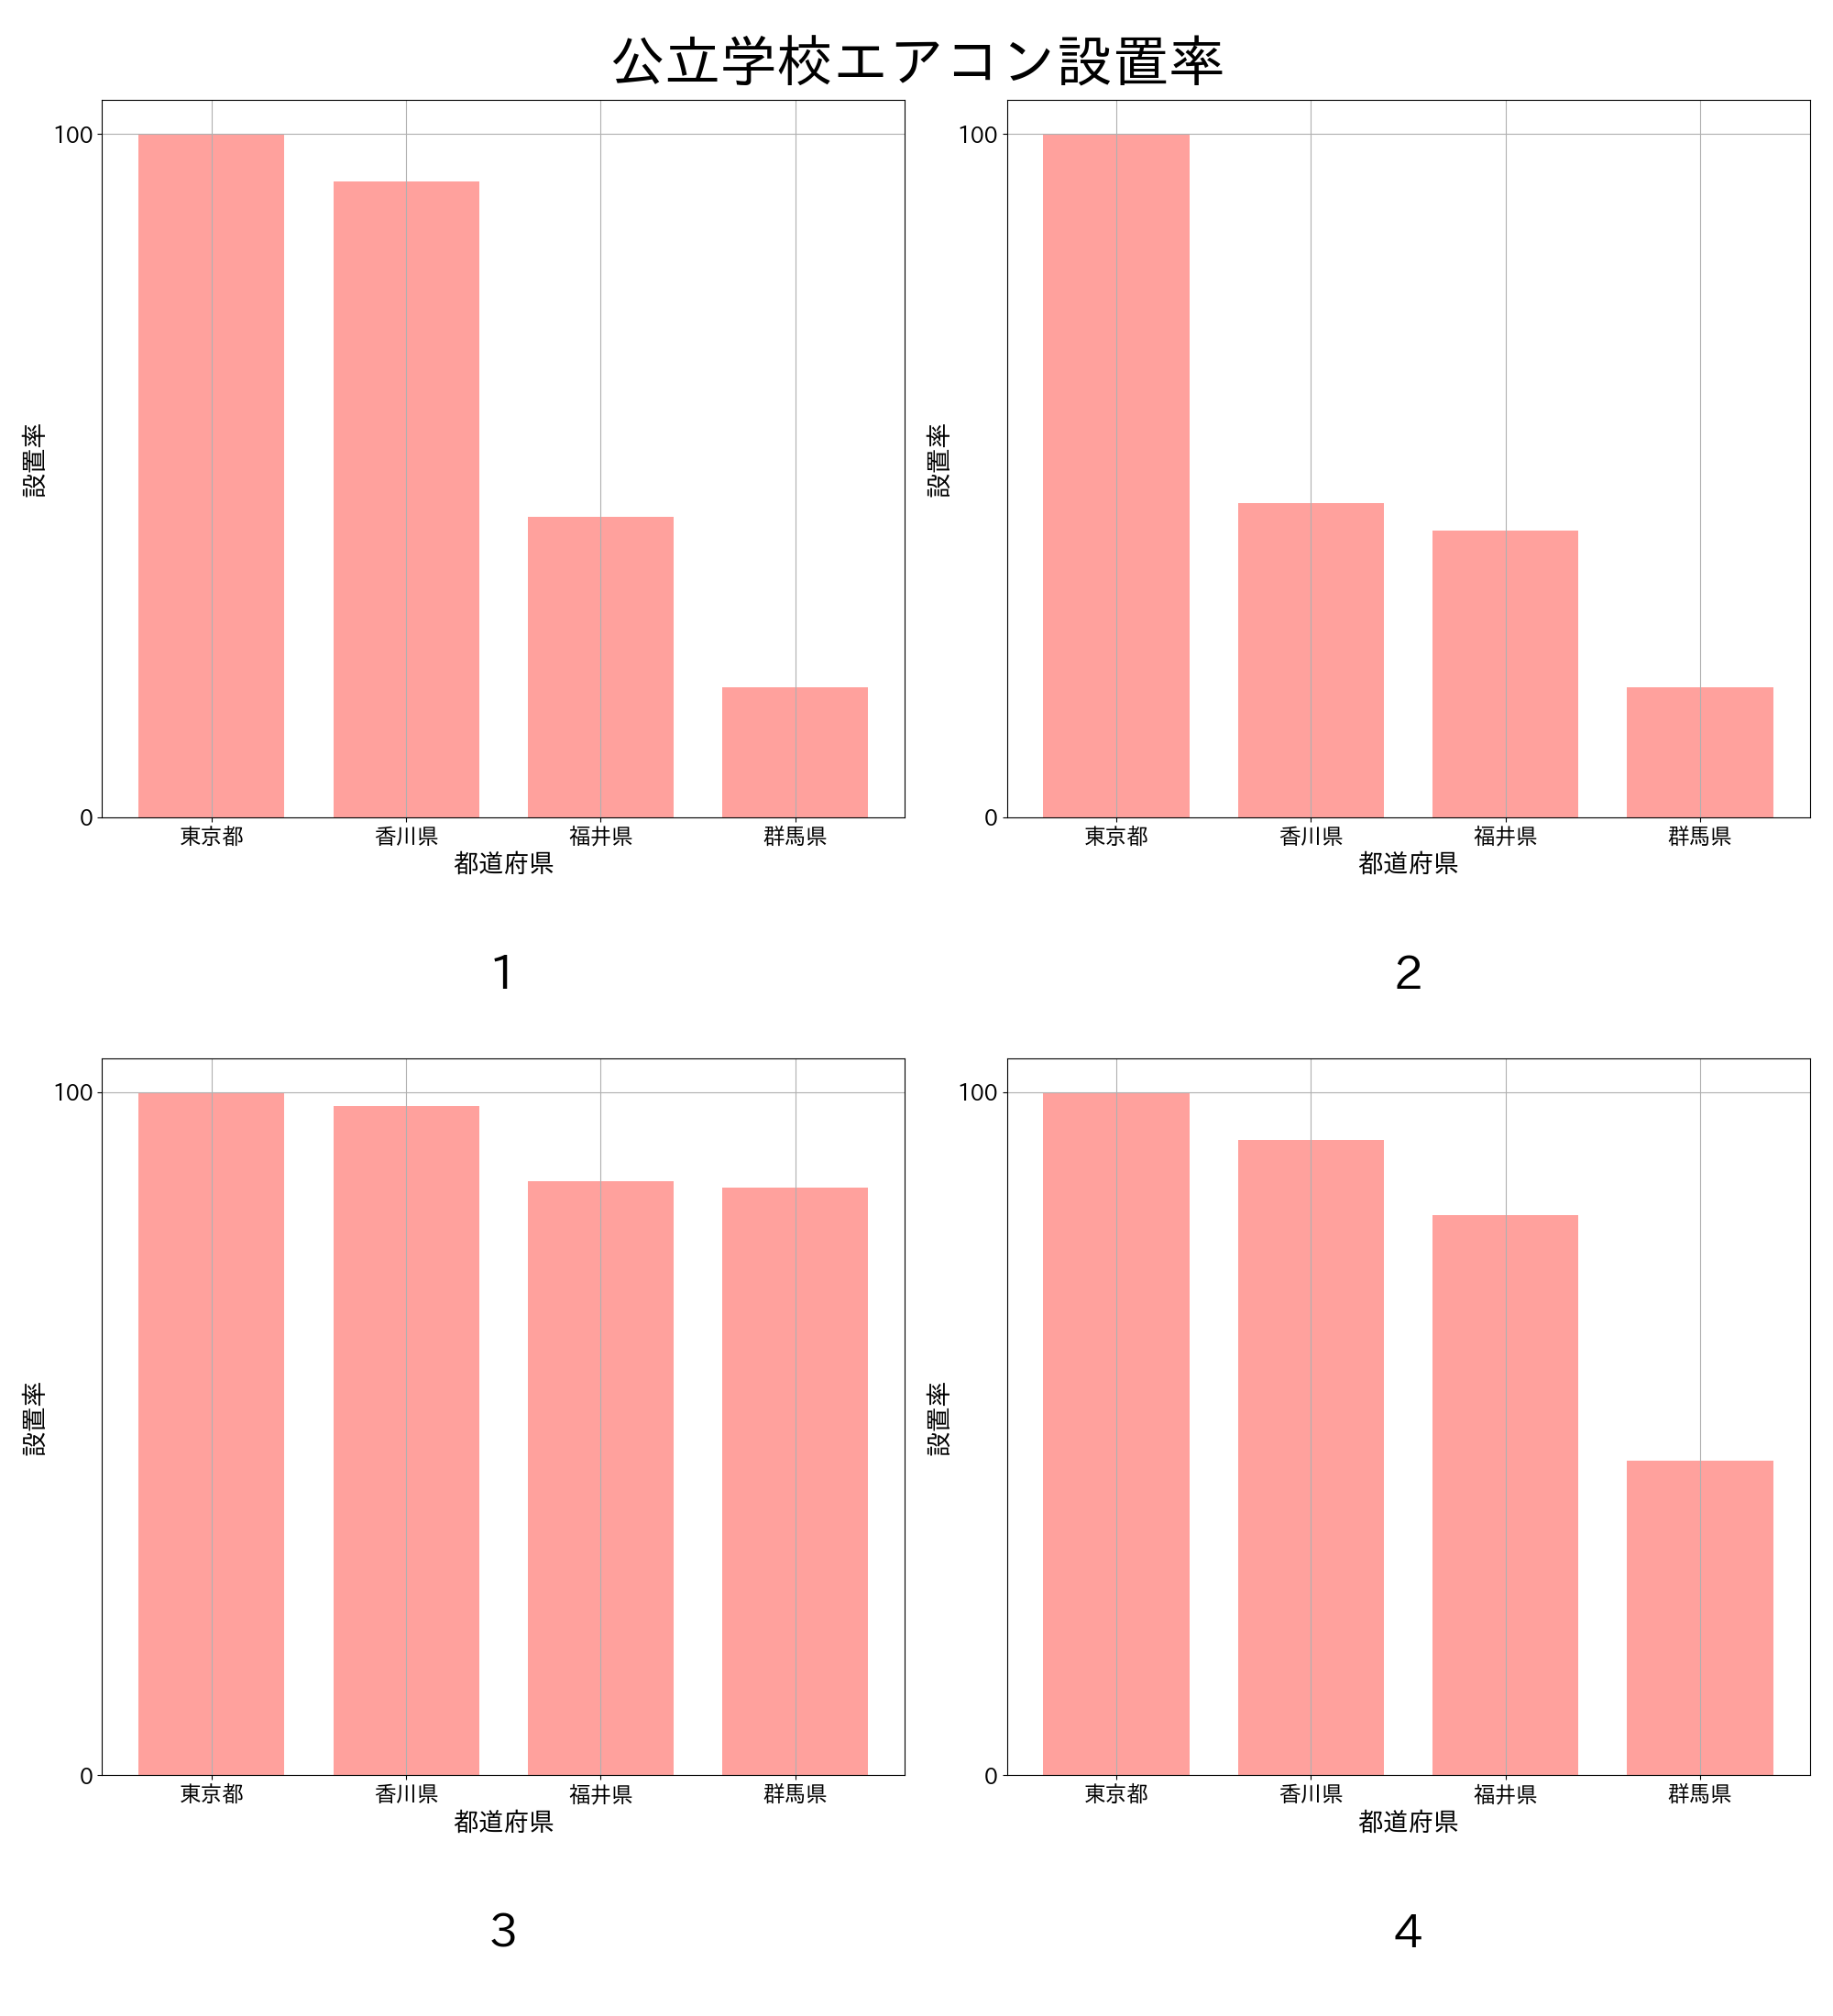 公立学校エアコン設置率
100
0
設置率
東京都 香川県 福井県 群馬県
都道府県
1
100
0
設置率
東京都 香川県 福井県 群馬県
都道府県
2
100
0
設置率
東京都 香川県 福井県 群馬県
都道府県
3
100
0
設置率
東京都 香川県 福井県 群馬県
都道府県
4